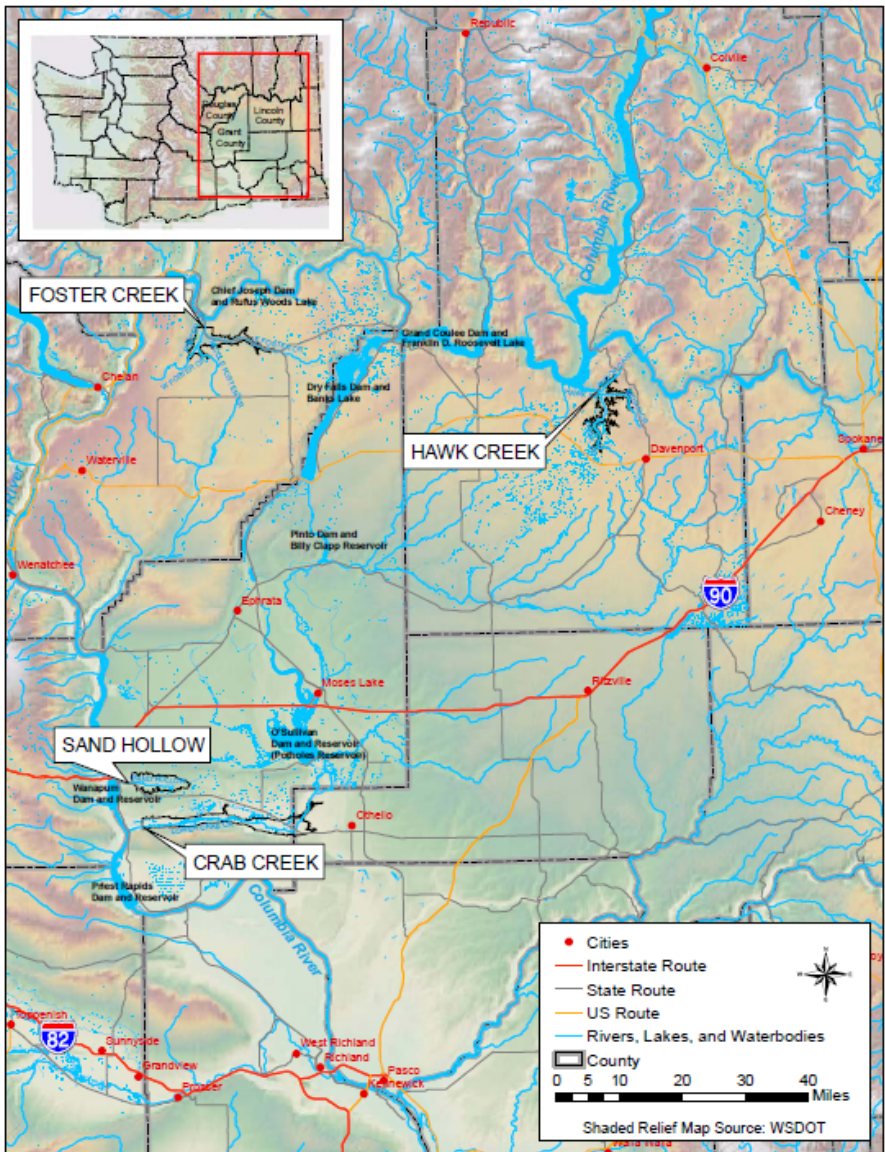 Republic
Colville
Douglas
County
Lincoln
County
Grant
County
Columbia River
FOSTER CREEK
Chief Joseph Dam
and Rufus Woods Lake
Grand Coulee Dam and
Franklin D. Roosevelt Lake
Chelan
Dry Falls Dam and
Banks Lake
HAWK CREEK
Spokane
Davenport
Waterville
River
Cheney
Pinto Dam and
Billy Clapp Reservoir
Wenatchee
90
Ephrata
Moses Lake
Ritzville
O'Sullivan
Dam and Reservoir
(Potholes Reservoir)
SAND HOLLOW
Wanapum
Dam and Reservoir
Othello
CRAB CREEK
Priest Rapids
Dam and Reservoir
Columbia River
Cities
Interstate Route
State Route
US Route
Rivers, Lakes, and Waterbodies
County
0 5 10 20 30 40
Miles
Shaded Relief Map Source: WSDOT
Toppenish
82
Sunnyside
West Richland
Richland
Grandview
Pasco
Prosser
Kennewick